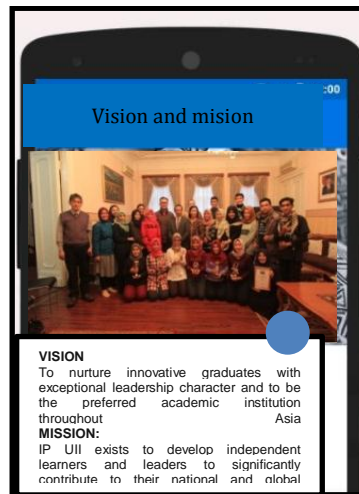 :00
Vision and mision
VISION
To nurture innovative graduates with
exceptional leadership character and to be
the preferred academic institution
throughout Asia
MISSION:
IP UII exists to develop independent
learners and leaders to significantly
contribute to their national and global